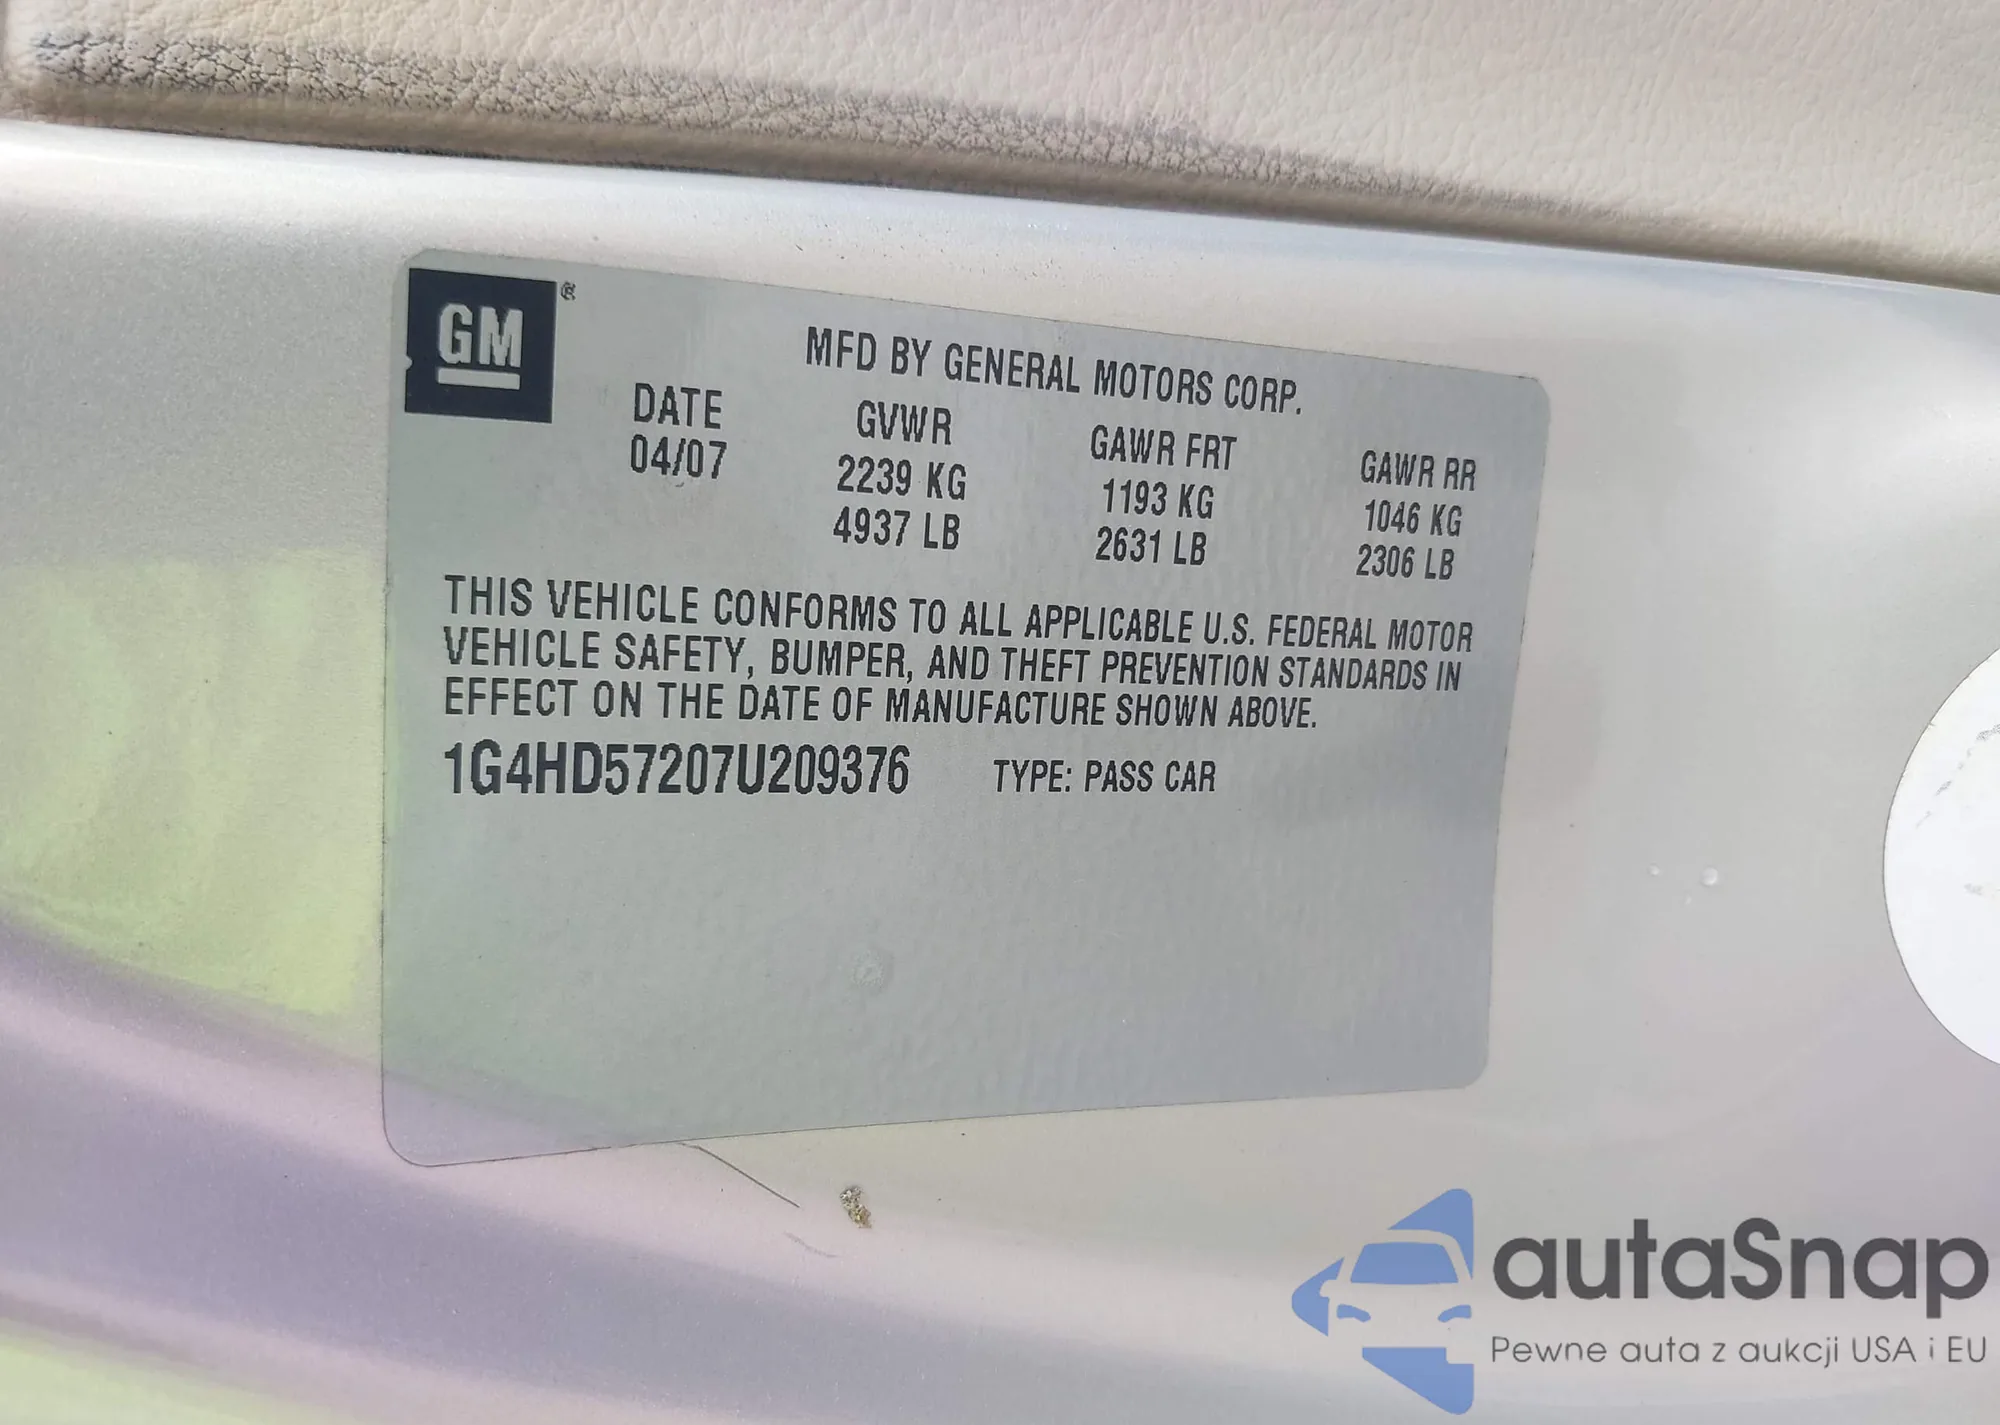 GM®
MFD BY GENERAL MOTORS CORP.
DATE GVWR GAWR FRT GAWR RR
04/07 2239 KG 1193 KG 1046 KG
4937 LB 2631 LB 2306 LB
THIS VEHICLE CONFORMS TO ALL APPLICABLE U.S. FEDERAL MOTOR
VEHICLE SAFETY, BUMPER, AND THEFT PREVENTION STANDARDS IN
EFFECT ON THE DATE OF MANUFACTURE SHOWN ABOVE.
1G4HD57207U209376 TYPE: PASS CAR
autaSnap
Pewne auta z aukcji USA i EU